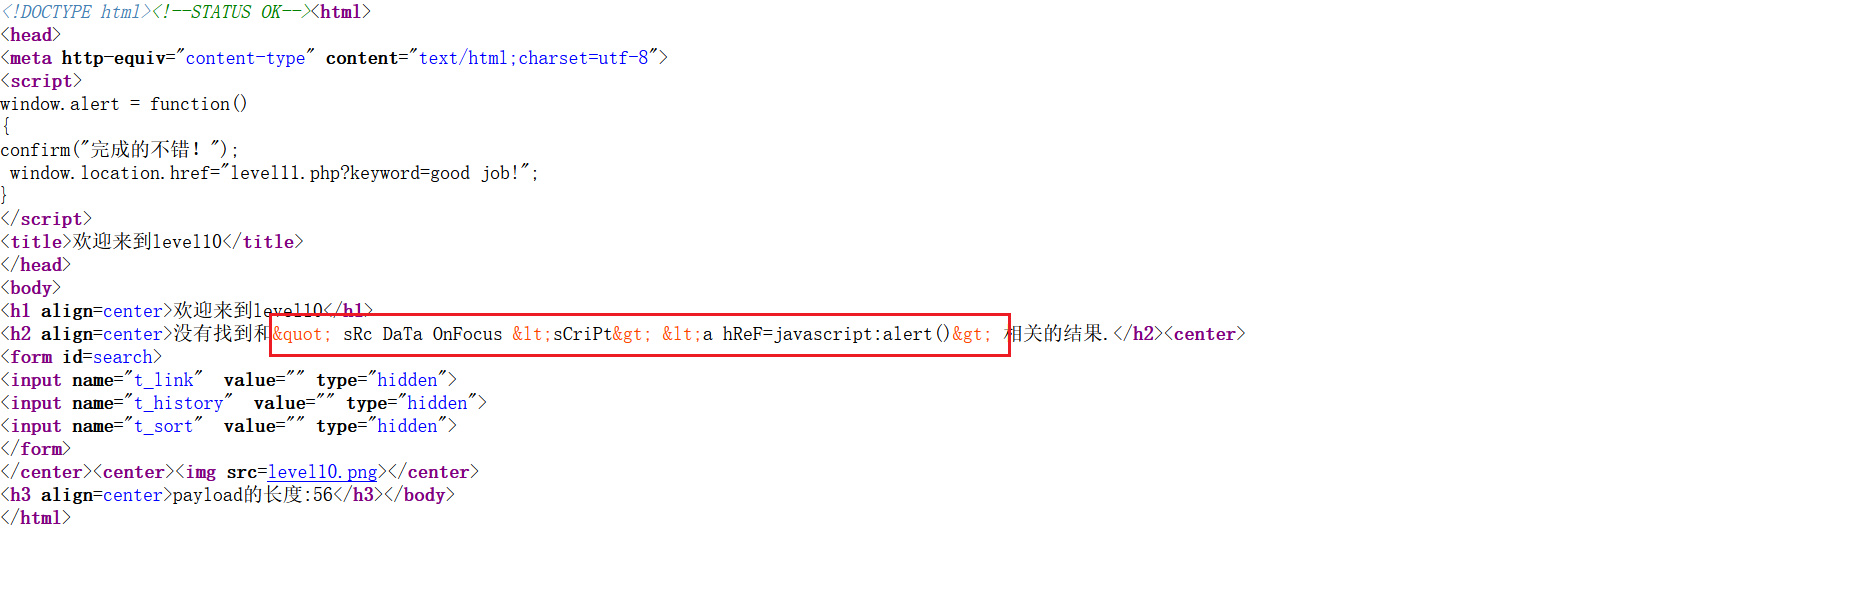 <!DOCTYPE html><!--STATUS OK--><html>
<head>
<meta http-equiv="content-type" content="text/html;charset=utf-8">
<script>
window.alert = function()
{
confirm("完成的不错！");
 window.location.href="level11.php?keyword=good job!";
}
</script>
<title>欢迎来到level10</title>
</head>
<body>
<h1 align=center>欢迎来到level10</h1>
<h2 align=center>没有找到和&quot; sRc DaTa OnFocus &lt;sCriPt&gt; &lt;a hReF=javascript:alert()&gt; 相关的结果.</h2><center>
<form id=search>
<input name="t_link"  value="" type="hidden">
<input name="t_history"  value="" type="hidden">
<input name="t_sort"  value="" type="hidden">
</form>
</center><center><img src=level10.png></center>
<h3 align=center>payload的长度:56</h3></body>
</html>